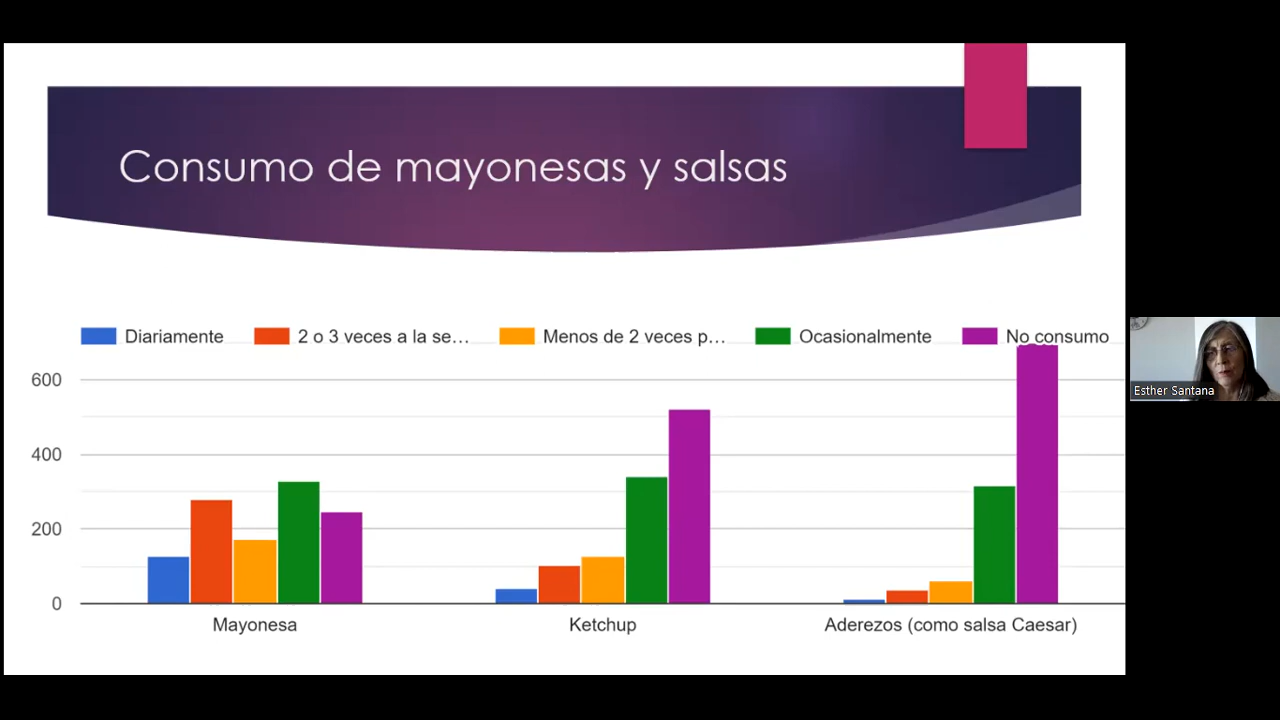 Consumo de mayonesas y salsas
Diariamente 2 o 3 veces a la se... Menos de 2 veces p... Ocasionalmente No consumo
600
400
200
0
Mayonesa Ketchup Aderezos (como salsa Caesar)
Esther Santana